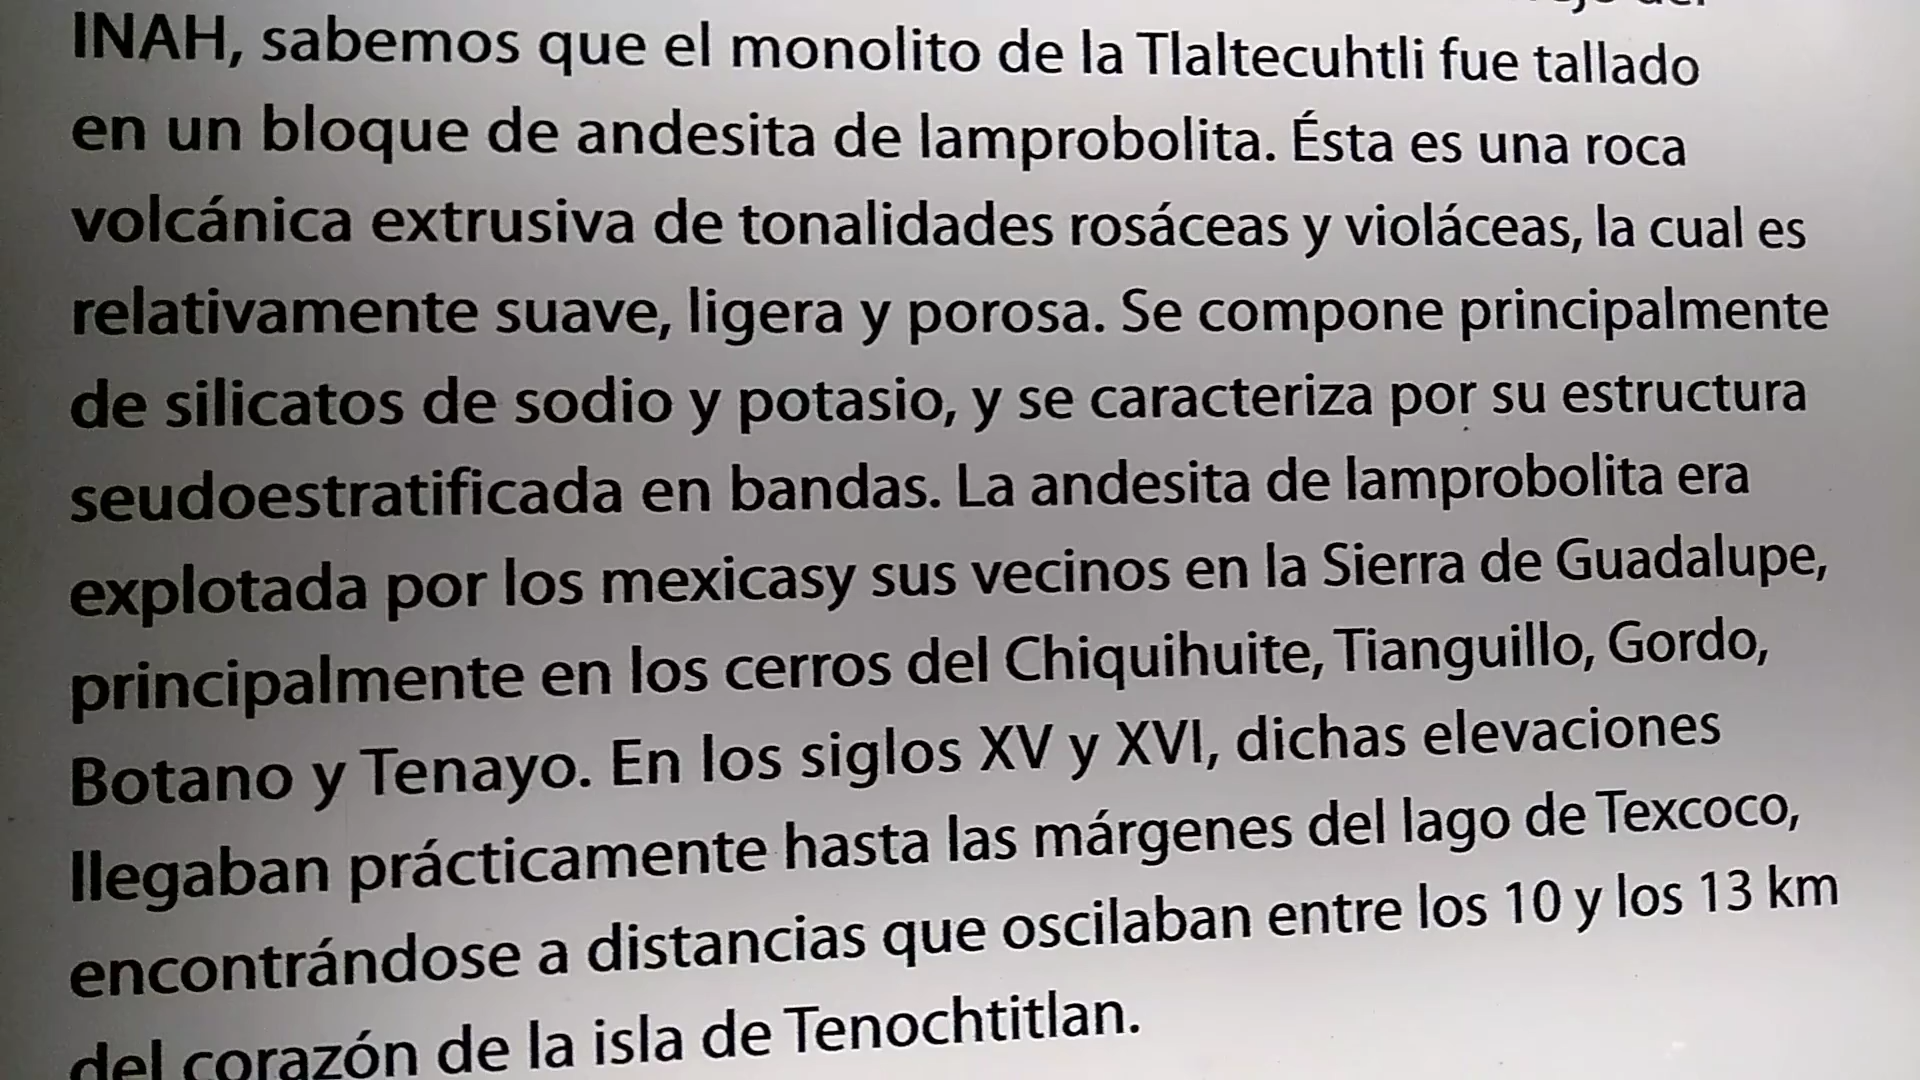 INAH, sabemos que el monolito de la Tlaltecuhtli fue tallado
en un bloque de andesita de lamprobolita. Ésta es una roca
volcánica extrusiva de tonalidades rosáceas y violáceas, la cual es
relativamente suave, ligera y porosa. Se compone principalmente
de silicatos de sodio y potasio, y se caracteriza por su estructura
seudoestratificada en bandas. La andesita de lamprobolita era
explotada por los mexicasy sus vecinos en la Sierra de Guadalupe,
principalmente en los cerros del Chiquihuite, Tianguillo, Gordo,
Botano y Tenayo. En los siglos XV y XVI, dichas elevaciones
llegaban prácticamente hasta las márgenes del lago de Texcoco,
encontrándose a distancias que oscilaban entre los 10 y los 13 km
del corazón de la isla de Tenochtitlan.